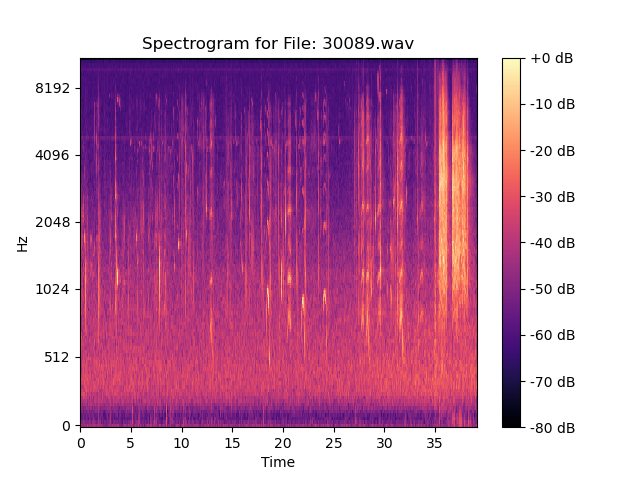 Spectrogram for File: 30089.wav
Hz
8192
4096
2048
1024
512
0
0 5 10 15 20 25 30 35
Time
+0 dB
-10 dB
-20 dB
-30 dB
-40 dB
-50 dB
-60 dB
-70 dB
-80 dB